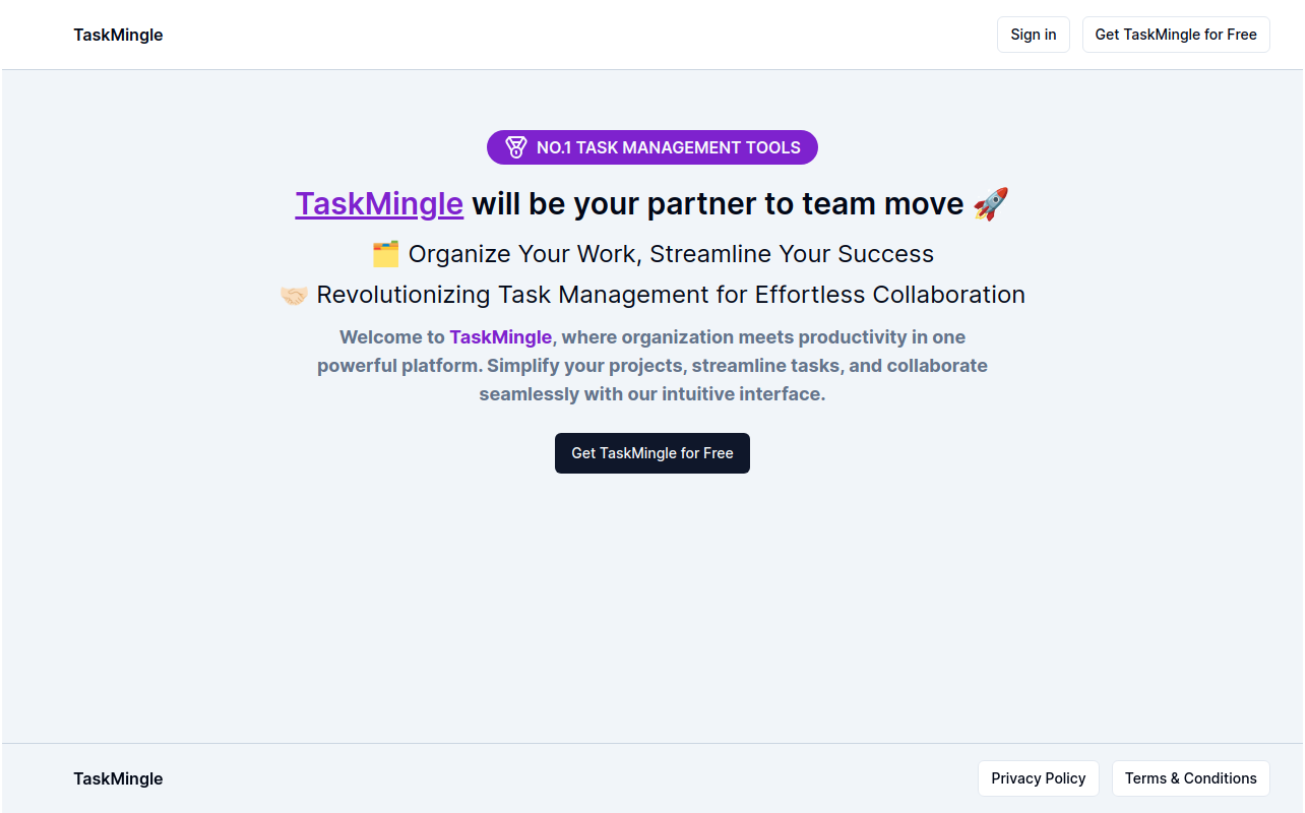 TaskMingle
Sign in
Get TaskMingle for Free
NO.1 TASK MANAGEMENT TOOLS
TaskMingle will be your partner to team move 🚀
🗂️ Organize Your Work, Streamline Your Success
🤝🏻 Revolutionizing Task Management for Effortless Collaboration
Welcome to TaskMingle, where organization meets productivity in one
powerful platform. Simplify your projects, streamline tasks, and collaborate
seamlessly with our intuitive interface.
Get TaskMingle for Free
TaskMingle
Privacy Policy
Terms & Conditions